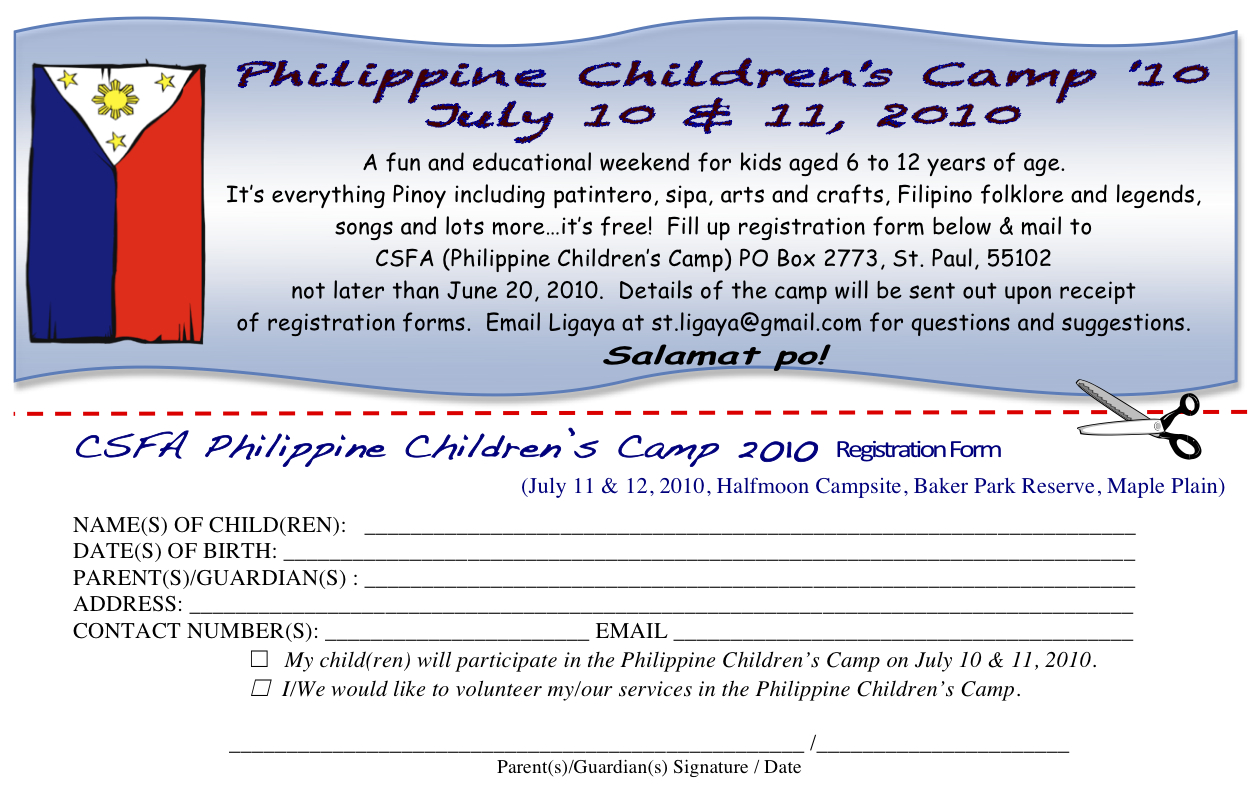 Philippine Children's Camp '10
July 10 & 11, 2010
A fun and educational weekend for kids aged 6 to 12 years of age.
It's everything Pinoy including patintero, sipa, arts and crafts, Filipino folklore and legends,
songs and lots more…it's free!  Fill up registration form below & mail to
CSFA (Philippine Children's Camp) PO Box 2773, St. Paul, 55102
not later than June 20, 2010.  Details of the camp will be sent out upon receipt
of registration forms.  Email Ligaya at st.ligaya@gmail.com for questions and suggestions.
Salamat po!
CSFA Philippine Children's Camp 2010 Registration Form
(July 11 & 12, 2010, Halfmoon Campsite, Baker Park Reserve, Maple Plain)
NAME(S) OF CHILD(REN): ____________________
DATE(S) OF BIRTH: ____________________
PARENT(S)/GUARDIAN(S) : ____________________
ADDRESS: ____________________
CONTACT NUMBER(S): ____________________ EMAIL ____________________
☐ My child(ren) will participate in the Philippine Children's Camp on July 10 & 11, 2010.
☐ I/We would like to volunteer my/our services in the Philippine Children's Camp.
____________________ /____________________
Parent(s)/Guardian(s) Signature / Date